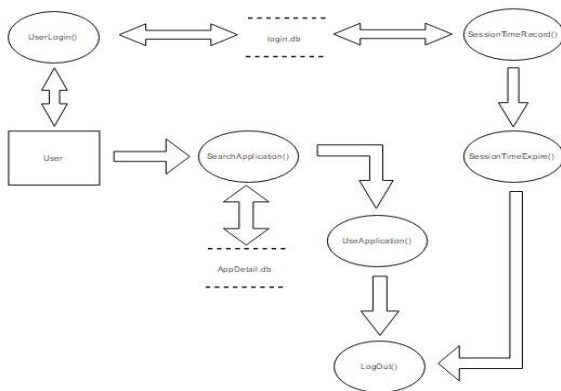 UserLogin()
login.db
SessionTimeRecord()
User
SearchApplication()
SessionTimeExpire()
UseApplication()
AppDetail.db
LogOut()